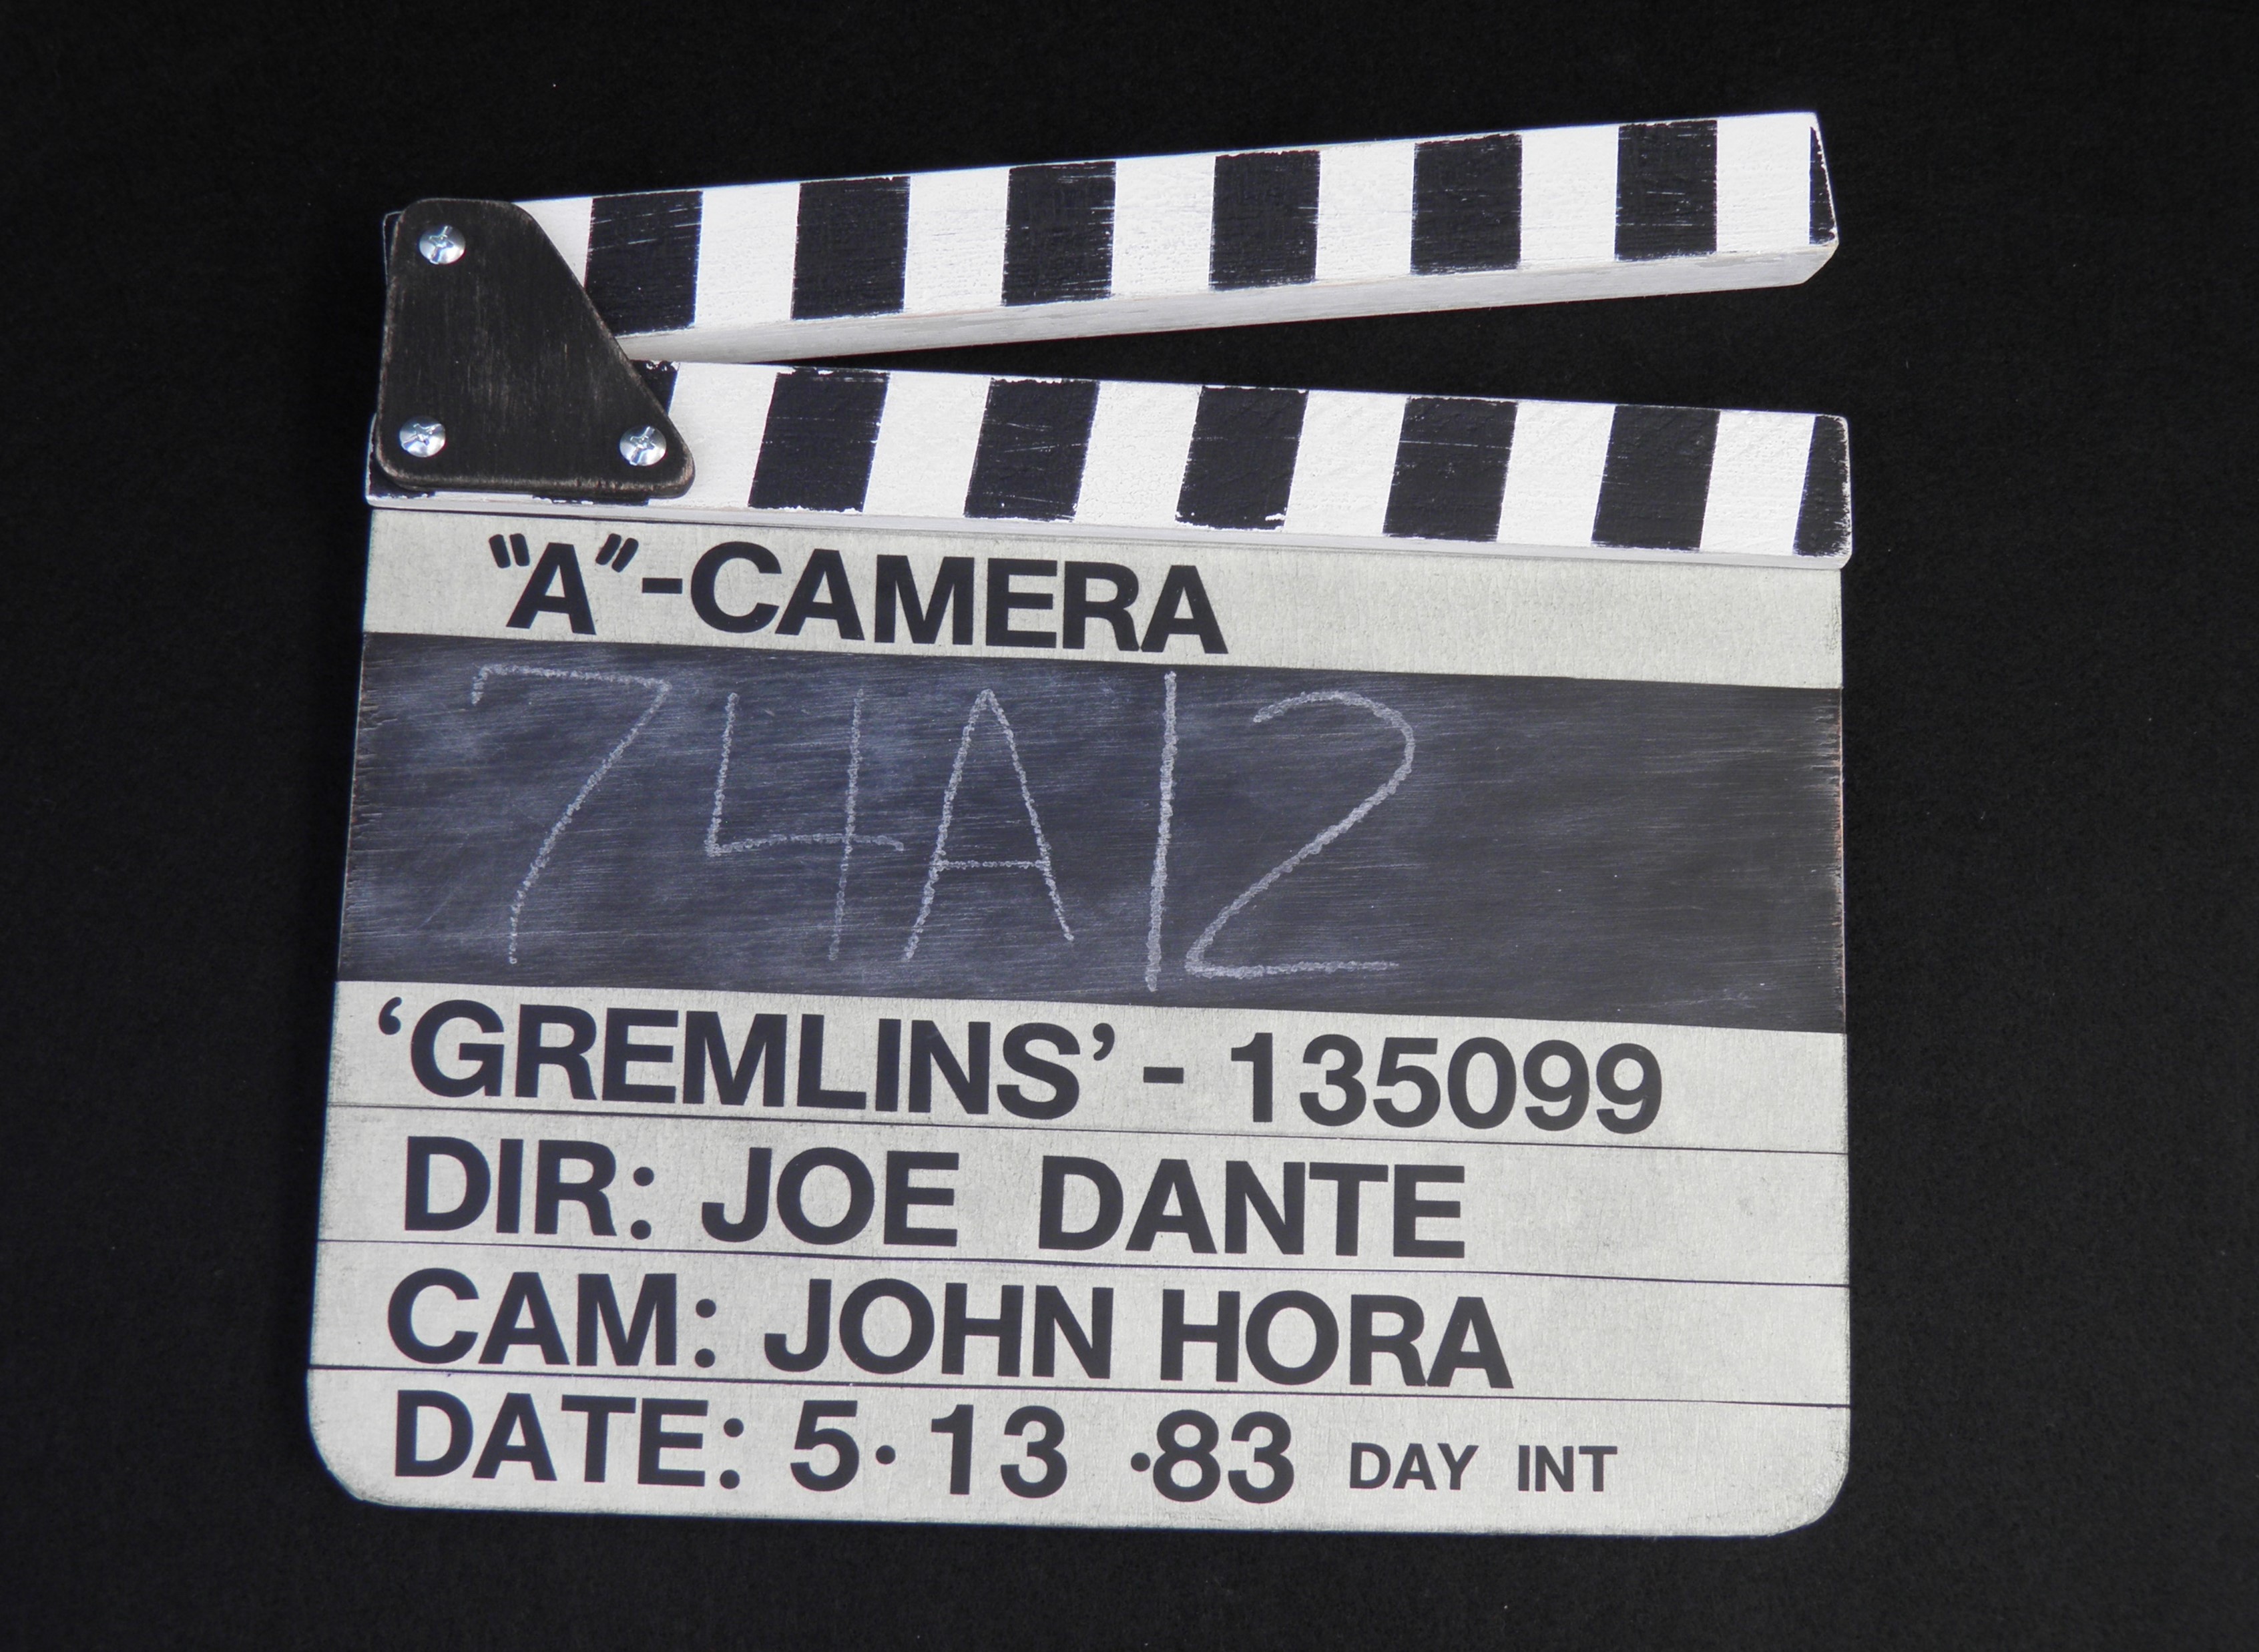 "A"-CAMERA
74A12
‘GREMLINS’ - 135099
DIR: JOE DANTE
CAM: JOHN HORA
DATE: 5·13 ·83 DAY INT